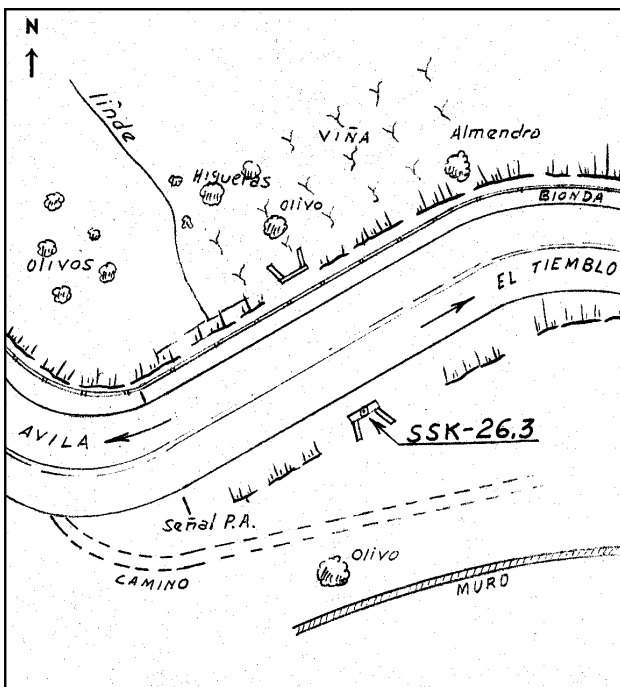 N
linde
VIÑA
Almendro
Higueras
olivo
BIONDA
OLIVOS
EL TIEMBLO
AVILA
SSK-26,3
Señal P.A.
CAMINO
Olivo
MURO